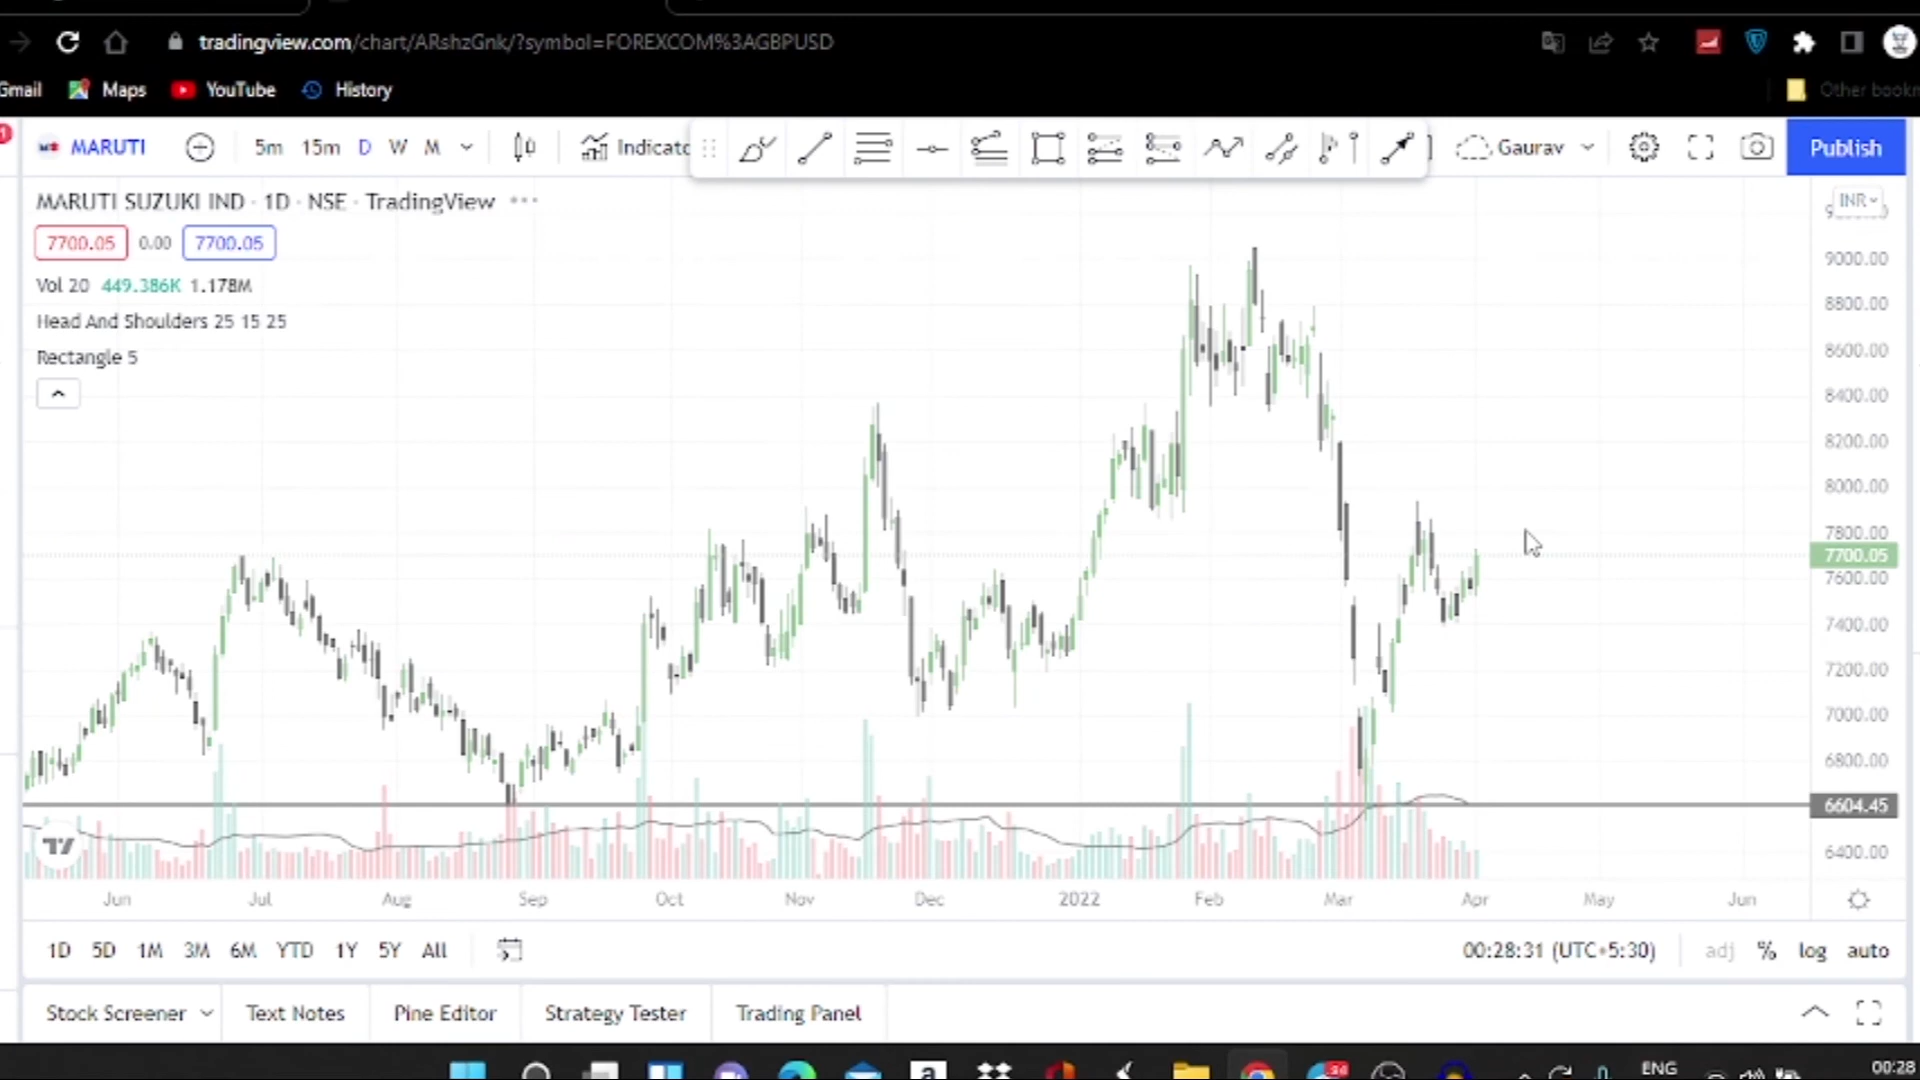 tradingview.com/chart/ARshzGnk/?symbol=FOREXCOM%3AGBPUSD
Gmail Maps YouTube History
MARUTI 5m 15m D W M Gaurav Publish
MARUTI SUZUKI IND · 1D · NSE · TradingView
INR
7700.05 0.00 7700.05
Vol 20 449.386K 1.178M
Head And Shoulders 25 15 25
Rectangle 5
9000.00
8800.00
8600.00
8400.00
8200.00
8000.00
7800.00
7700.05
7600.00
7400.00
7200.00
7000.00
6800.00
6604.45
6400.00
Jun Jul Aug Sep Oct Nov Dec 2022 Feb Mar Apr May Jun
1D 5D 1M 3M 6M YTD 1Y 5Y All 00:28:31 (UTC+5:30) adj % log auto
Stock Screener Text Notes Pine Editor Strategy Tester Trading Panel
ENG 00:28